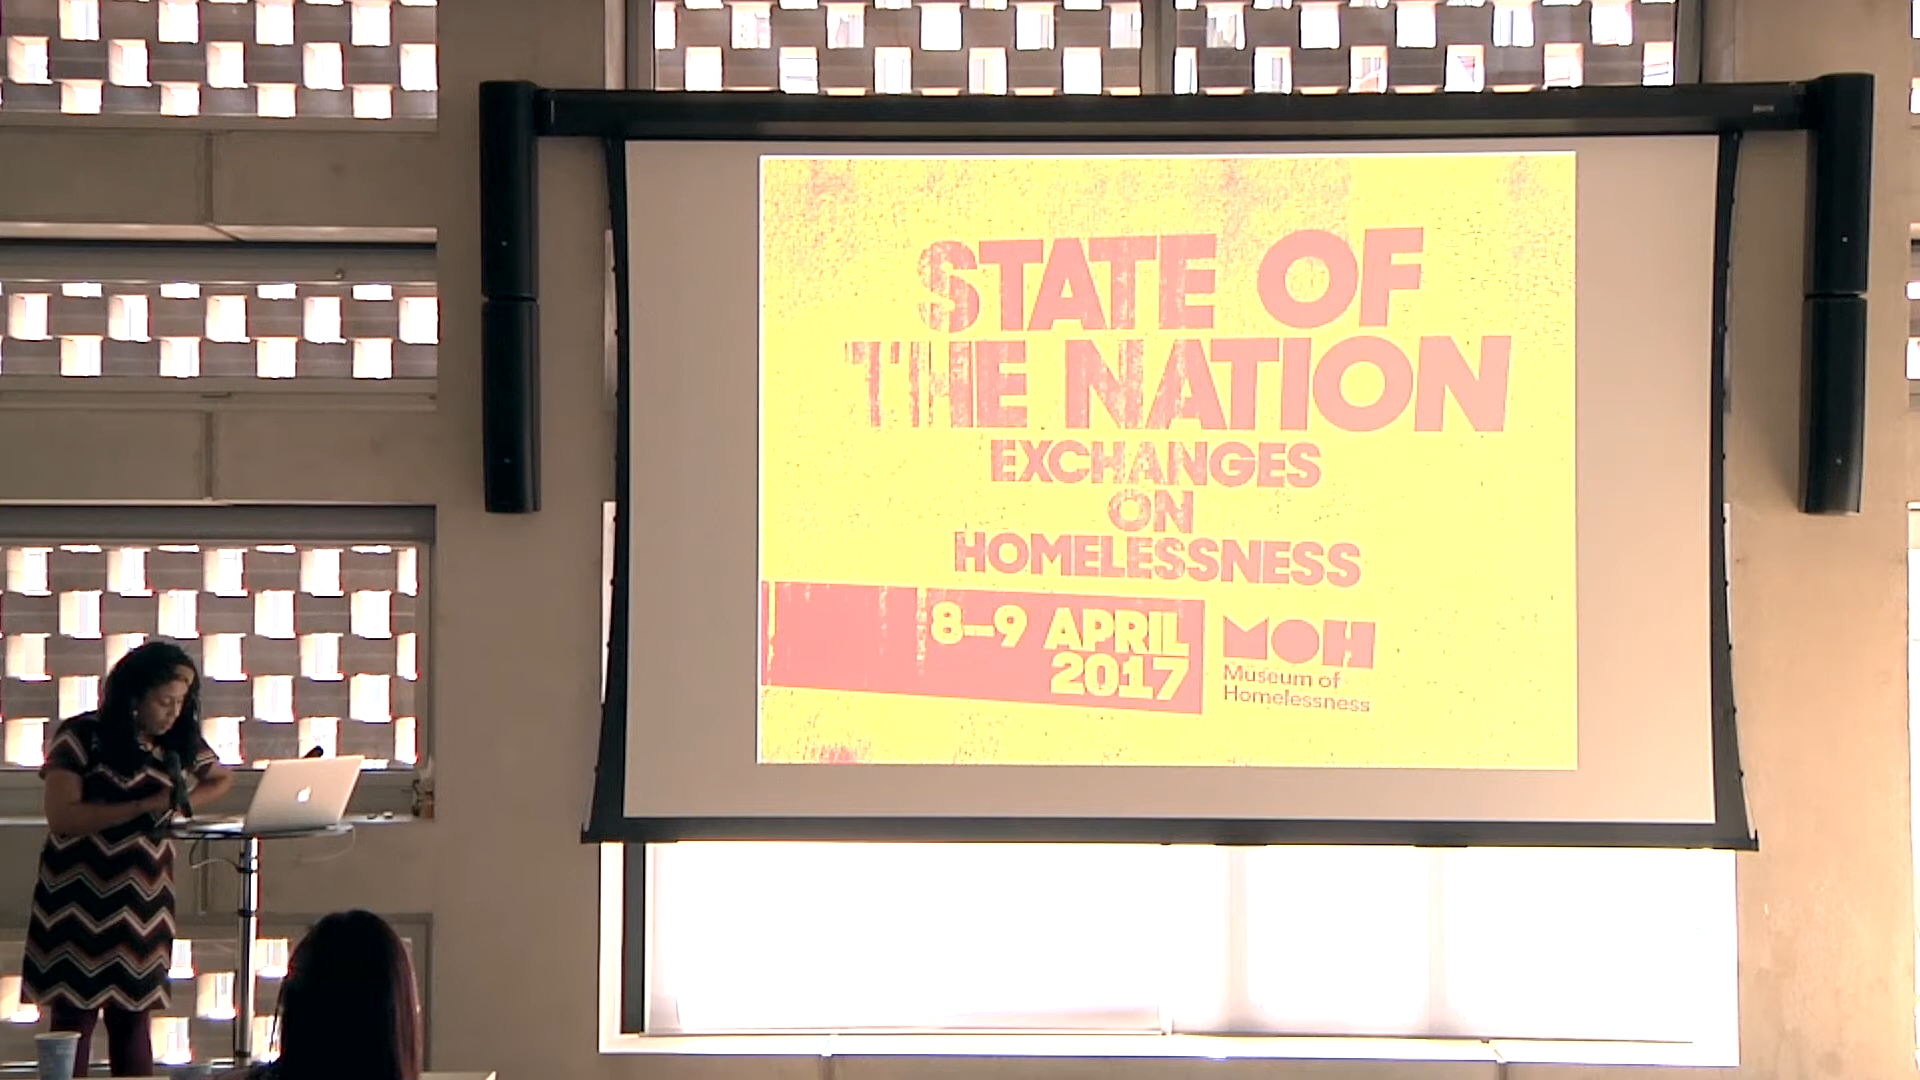 STATE OF
THE NATION
EXCHANGES
ON
HOMELESSNESS
8–9 APRIL
2017
MOH
Museum of
Homelessness